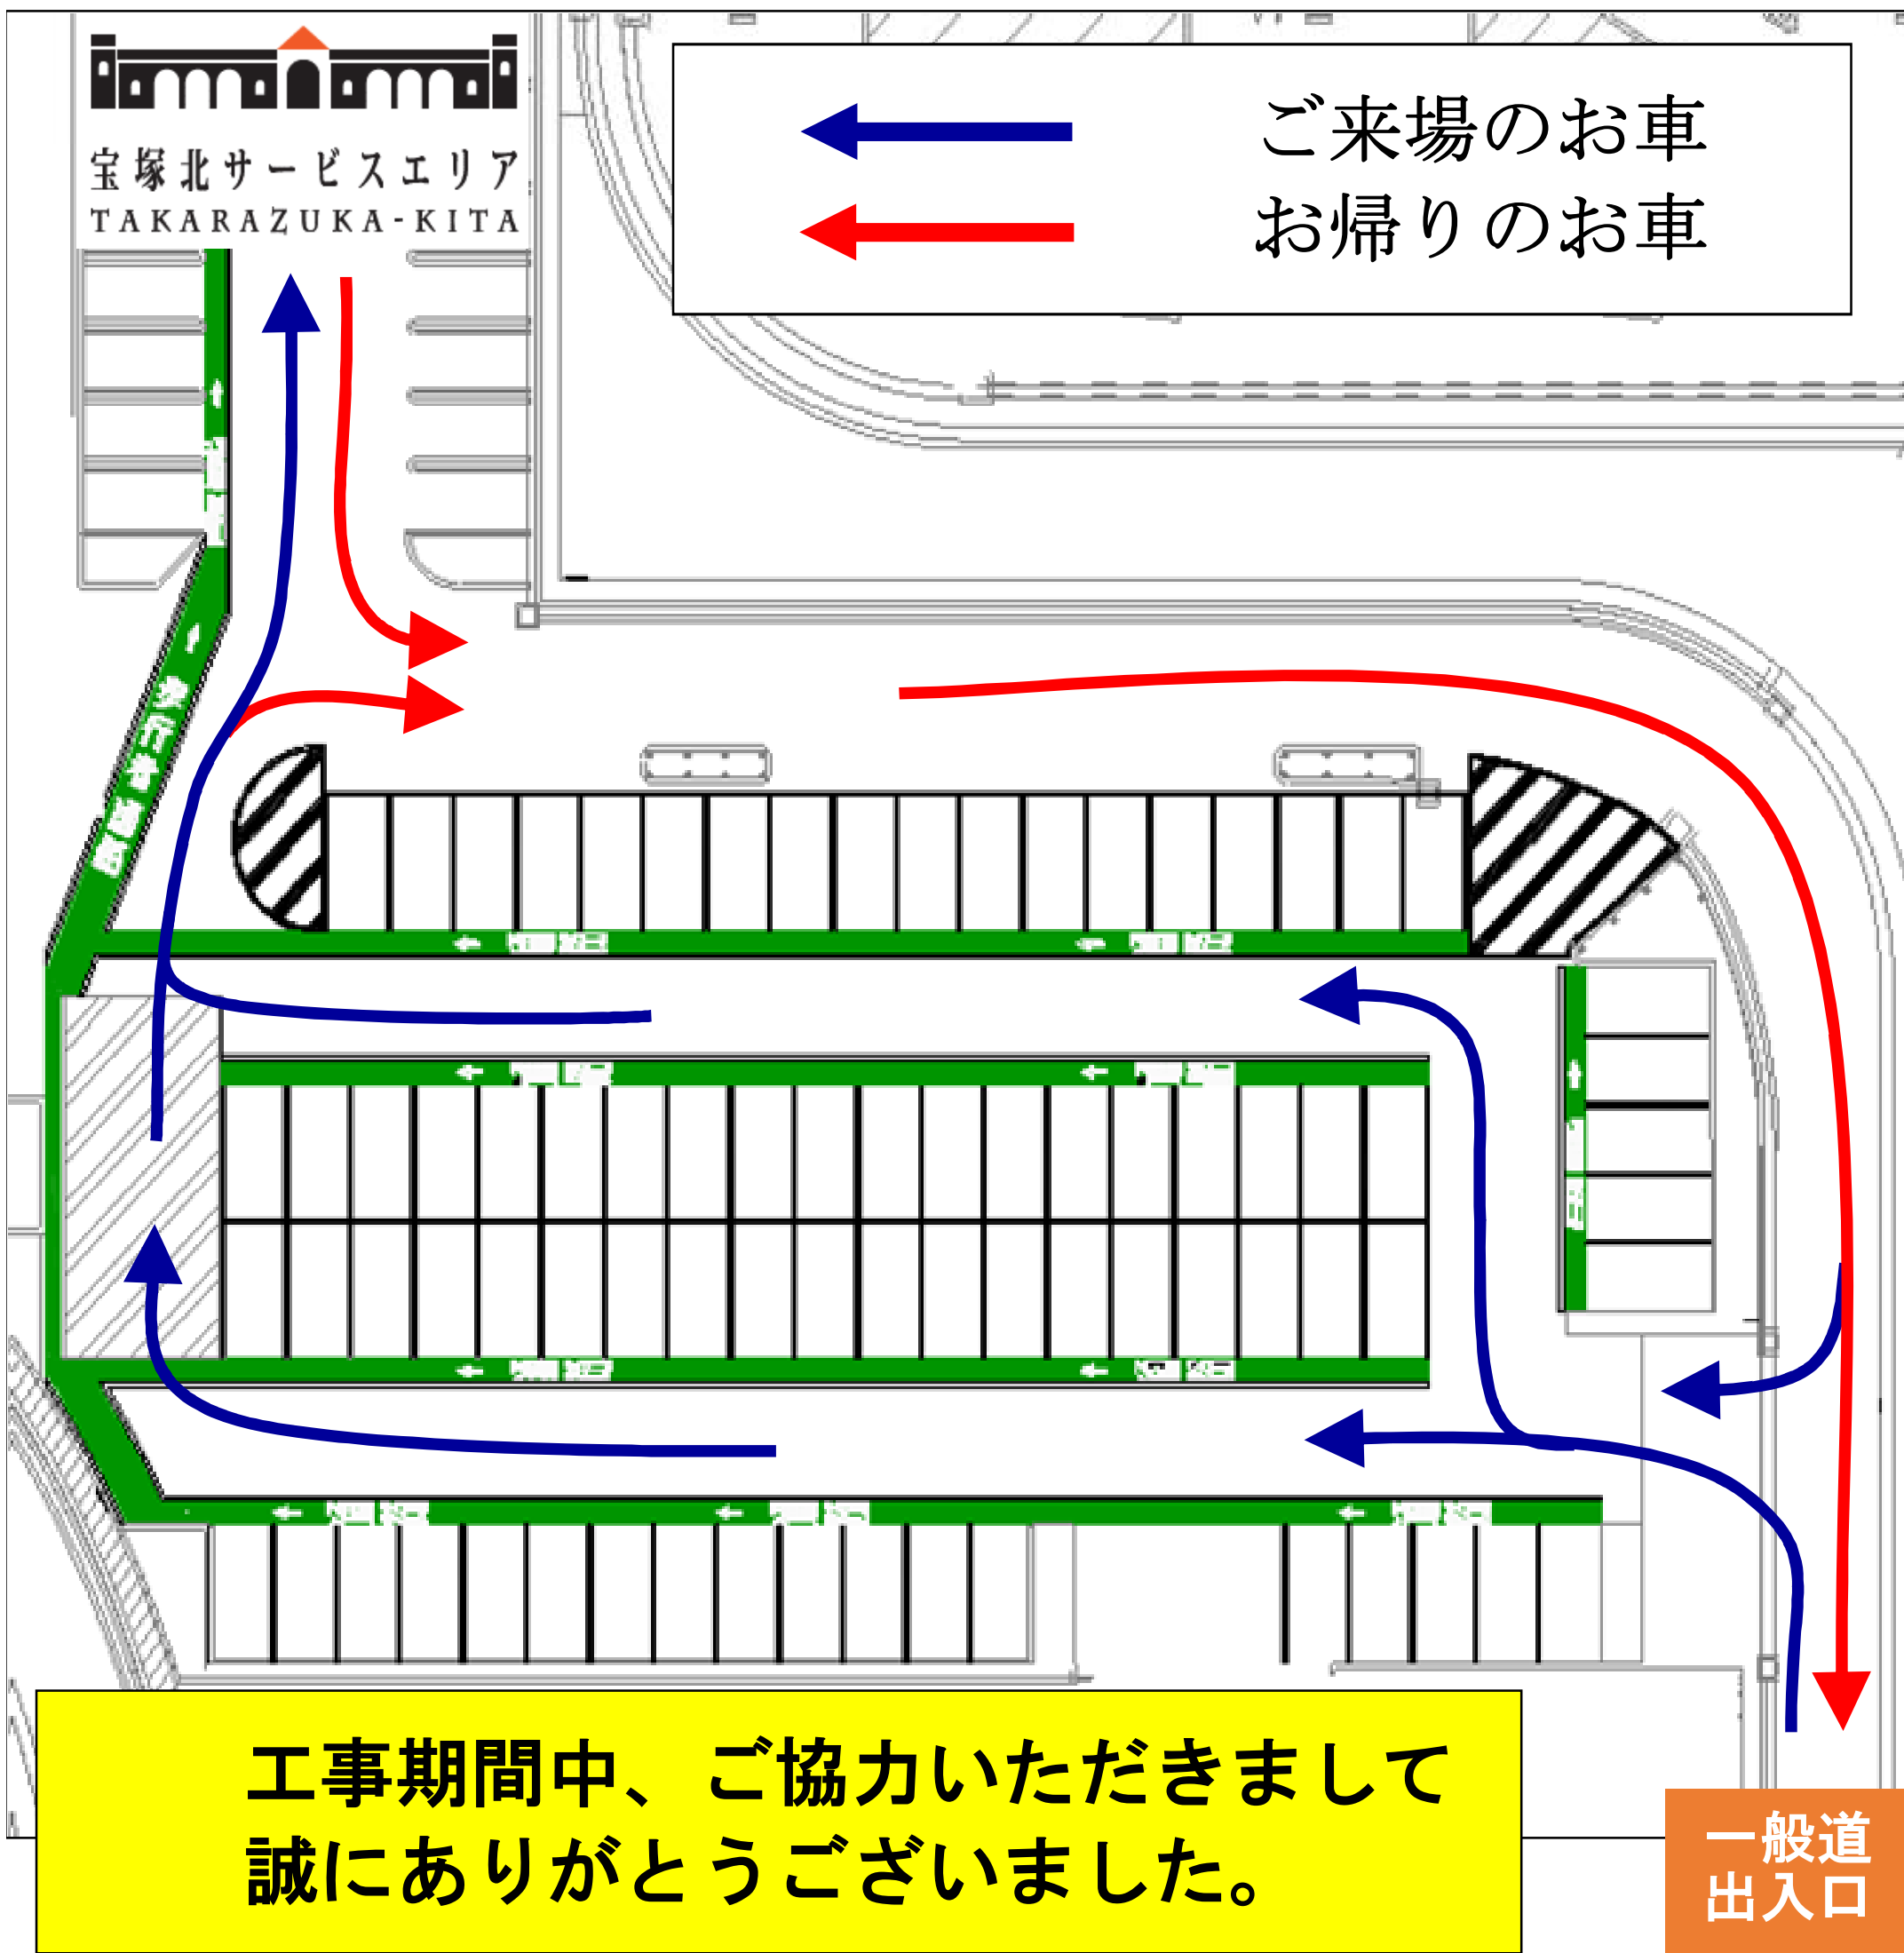 宝塚北サービスエリア
TAKARAZUKA-KITA
ご来場のお車
お帰りのお車
工事期間中、ご協力いただきまして
誠にありがとうございました。
一般道
出入口